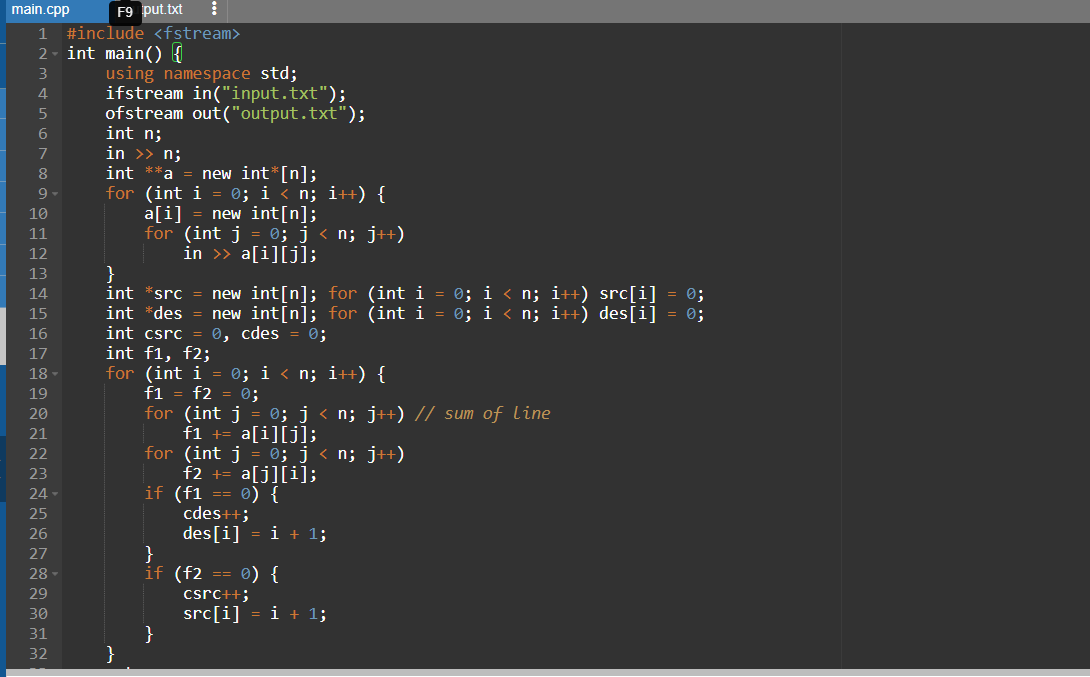 main.cpp F9 put.txt
1 #include <fstream>
2 int main() {
3 using namespace std;
4 ifstream in("input.txt");
5 ofstream out("output.txt");
6 int n;
7 in >> n;
8 int **a = new int*[n];
9 for (int i = 0; i < n; i++) {
10 a[i] = new int[n];
11 for (int j = 0; j < n; j++)
12 in >> a[i][j];
13 }
14 int *src = new int[n]; for (int i = 0; i < n; i++) src[i] = 0;
15 int *des = new int[n]; for (int i = 0; i < n; i++) des[i] = 0;
16 int csrc = 0, cdes = 0;
17 int f1, f2;
18 for (int i = 0; i < n; i++) {
19 f1 = f2 = 0;
20 for (int j = 0; j < n; j++) // sum of line
21 f1 += a[i][j];
22 for (int j = 0; j < n; j++)
23 f2 += a[j][i];
24 if (f1 == 0) {
25 cdes++;
26 des[i] = i + 1;
27 }
28 if (f2 == 0) {
29 csrc++;
30 src[i] = i + 1;
31 }
32 }